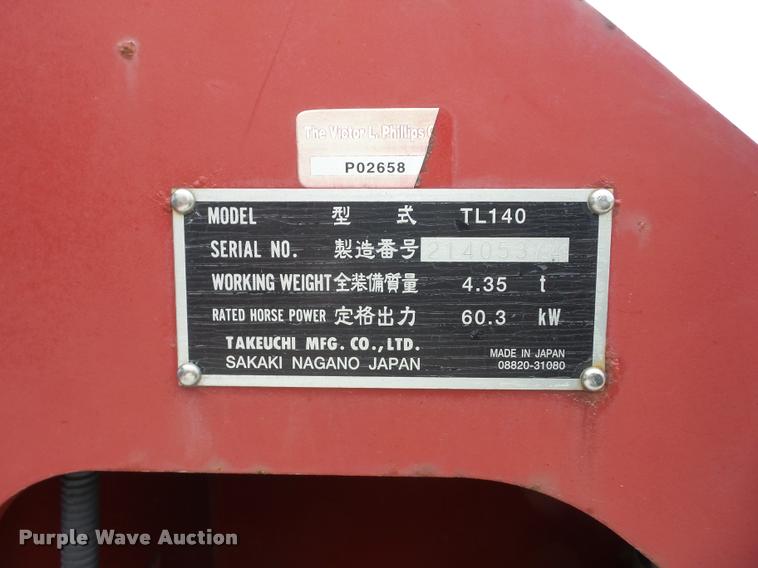 The Victor L. Phillips
P02658
MODEL 型 式 TL140
SERIAL NO. 製造番号
WORKING WEIGHT 全装備質量 4.35 t
RATED HORSE POWER 定格出力 60.3 kW
TAKEUCHI MFG. CO., LTD.
SAKAKI NAGANO JAPAN
MADE IN JAPAN
08820-31080
Purple Wave Auction